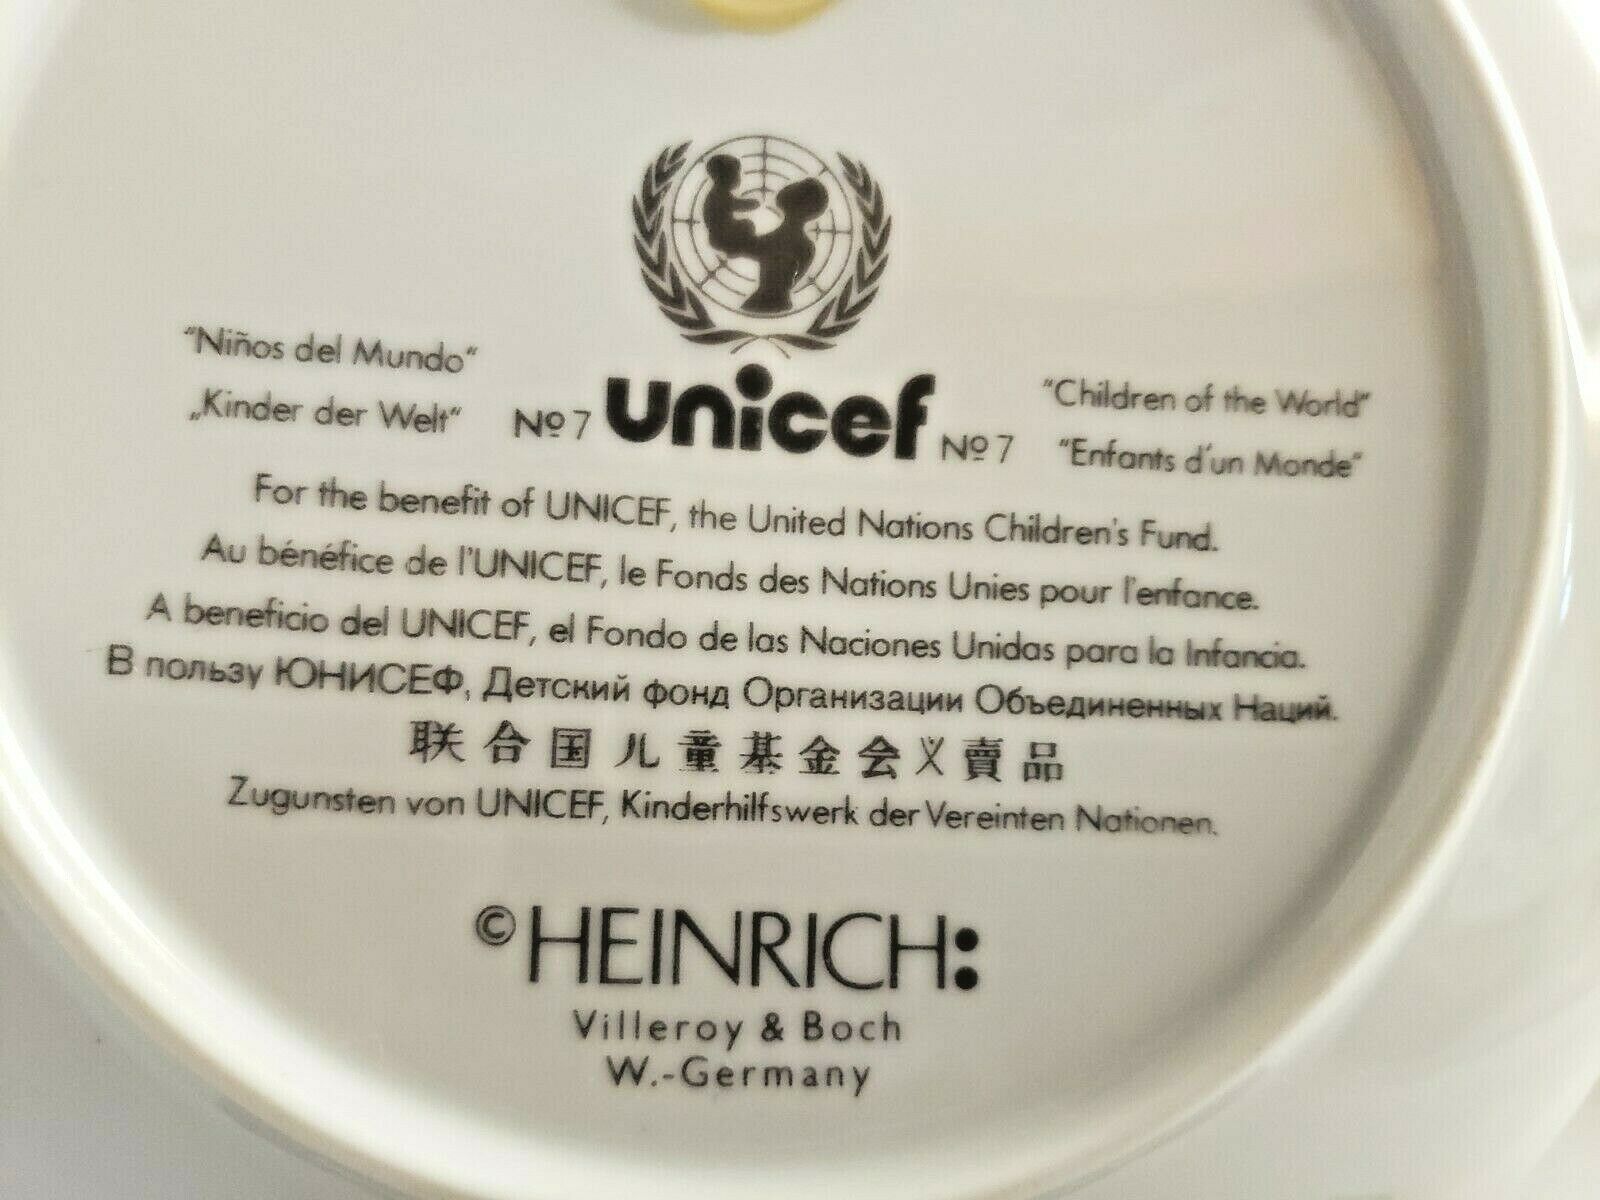 "Niños del Mundo"
„Kinder der Welt"
Nº 7
unicef
Nº 7
"Children of the World"
"Enfants d'un Monde"
For the benefit of UNICEF, the United Nations Children's Fund.
Au bénéfice de l'UNICEF, le Fonds des Nations Unies pour l'enfance.
A beneficio del UNICEF, el Fondo de las Naciones Unidas para la Infancia.
В пользу ЮНИСЕФ, Детский фонд Организации Объединенных Наций.
联合国儿童基金会义賣品
Zugunsten von UNICEF, Kinderhilfswerk der Vereinten Nationen.
©HEINRICH:
Villeroy & Boch
W.-Germany